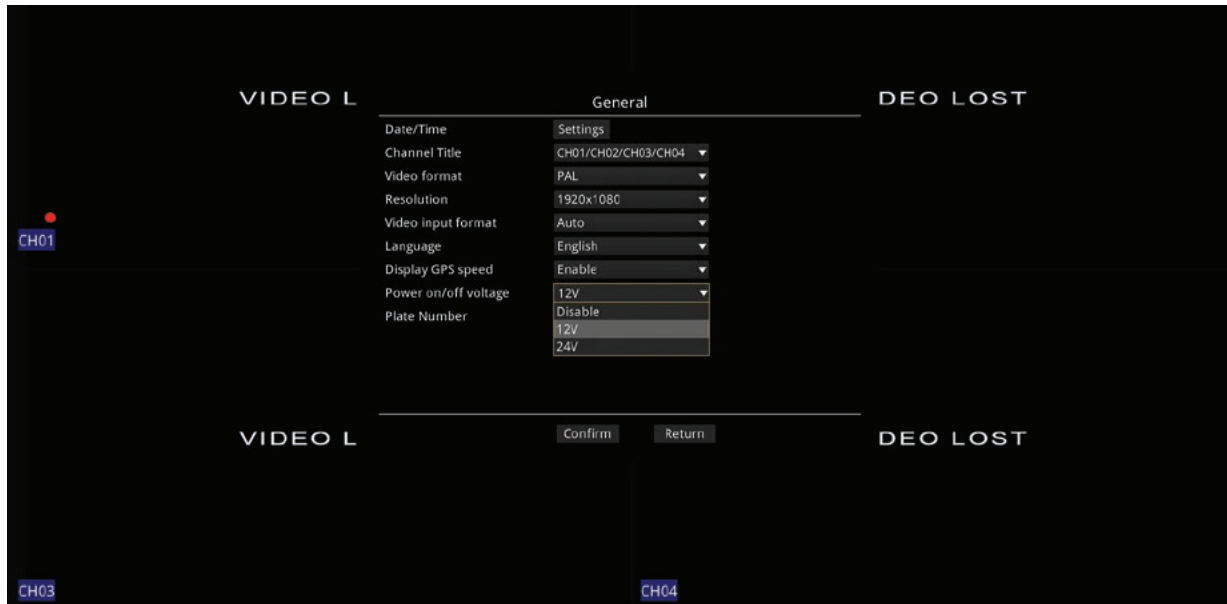 VIDEO L
General
DEO LOST
Date/Time Settings
Channel Title CH01/CH02/CH03/CH04
Video format PAL
Resolution 1920x1080
Video input format Auto
CH01
Language English
Display GPS speed Enable
Power on/off voltage 12V
Plate Number
Disable
12V
24V
VIDEO L
Confirm Return
DEO LOST
CH03
CH04